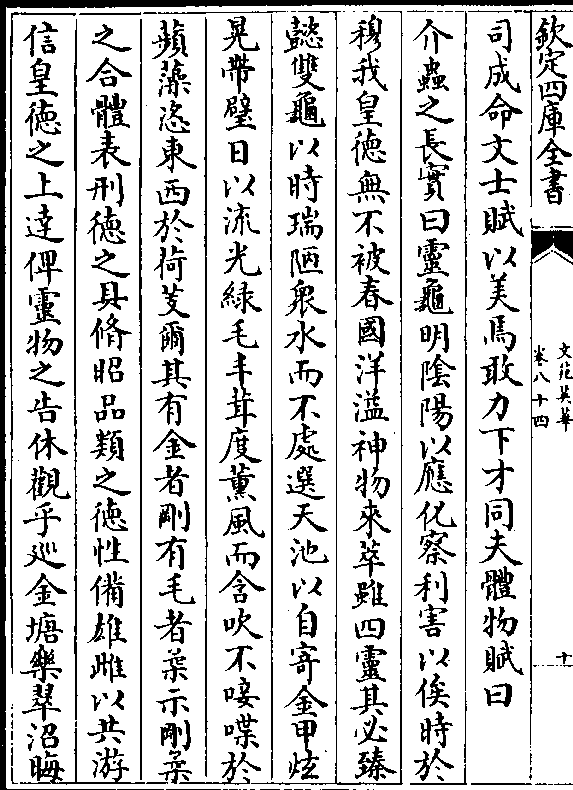 欽定四庫全書
文苑英華
卷八十四
十
司成命文士賦以美焉敢力下才同夫體物賦曰
介蟲之長實曰靈龜明陰陽以應化察利害以俟時於
穆我皇德無不被春國洋溢神物來萃雖四靈其必臻
懿雙龜以時瑞陋衆水而不處選天池以自寄金甲炫
晃帶璧日以流光緑毛丰茸度薰風而含吹不唼喋於
蘋藻恣東西於荷芰爾其有金者剛有毛者柔示剛柔
之合體表刑德之具脩昭品類之德性備雄雌以共游
信皇徳之上達俾靈物之告休觀乎巡金塘樂翠沼晦